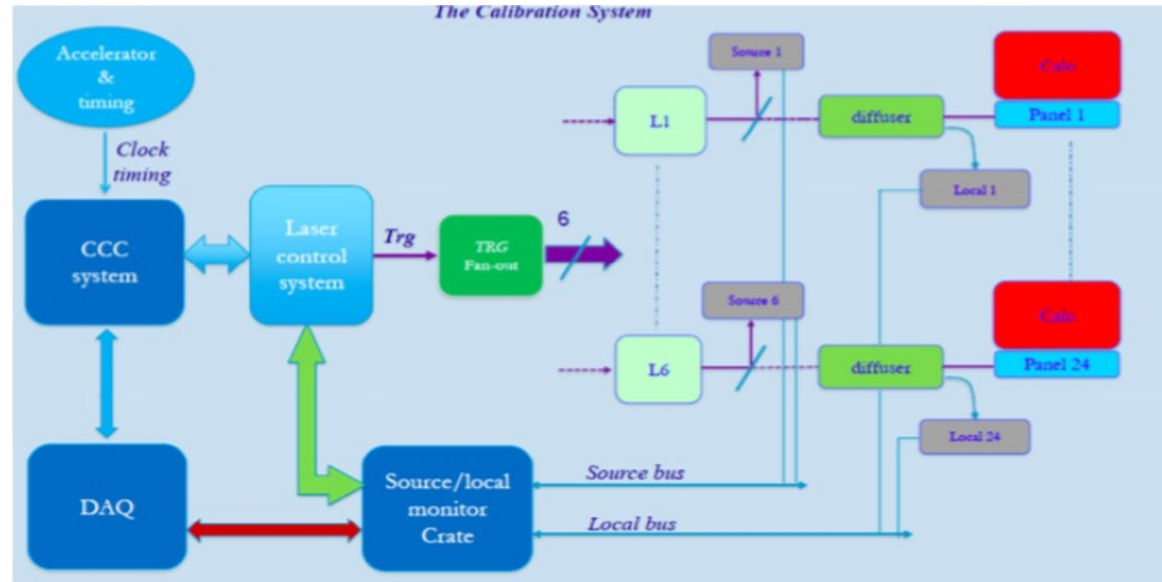 The Calibration System
Accelerator
&
timing
Clock
timing
CCC
system
Laser
control
system
Trg
TRG
Fan-out
6
L1
Source 1
diffuser
Calo
Panel 1
Local 1
L6
Source 6
diffuser
Calo
Panel 24
Local 24
DAQ
Source/local
monitor
Crate
Source bus
Local bus